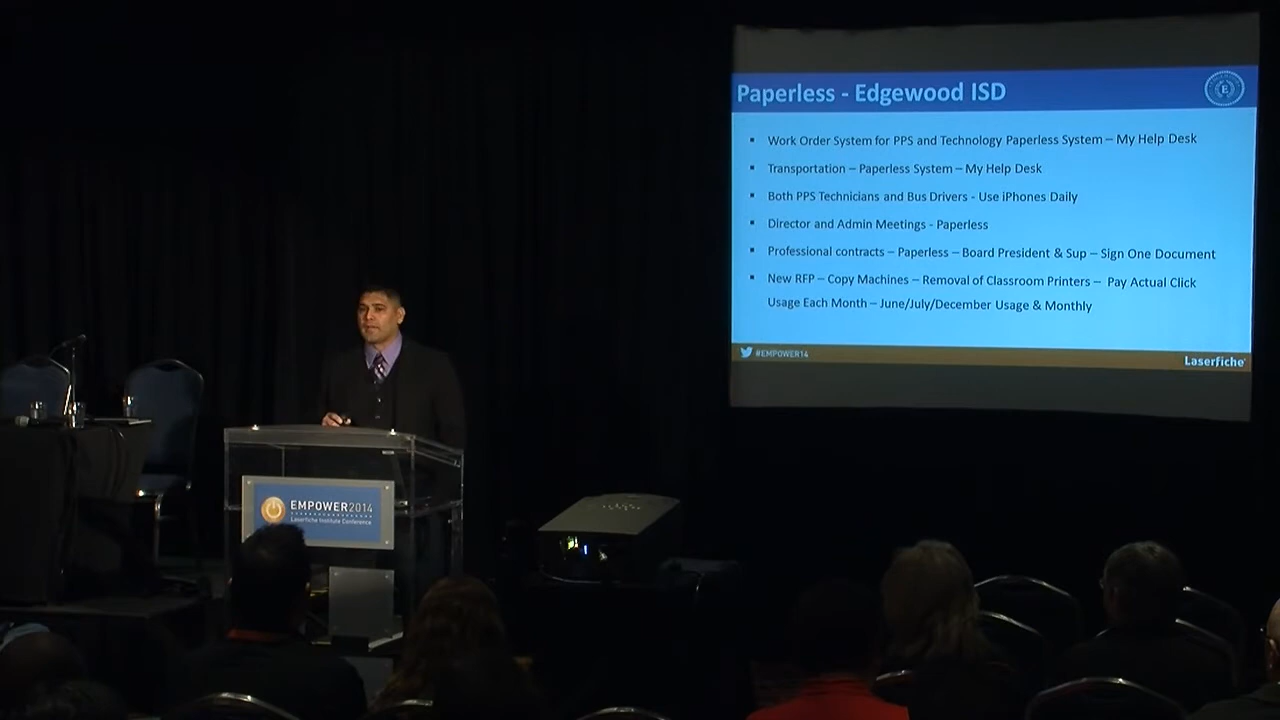 Paperless - Edgewood ISD
E
▪ Work Order System for PPS and Technology Paperless System – My Help Desk
▪ Transportation – Paperless System – My Help Desk
▪ Both PPS Technicians and Bus Drivers - Use iPhones Daily
▪ Director and Admin Meetings - Paperless
▪ Professional contracts – Paperless – Board President & Sup – Sign One Document
▪ New RFP – Copy Machines – Removal of Classroom Printers – Pay Actual Click
Usage Each Month – June/July/December Usage & Monthly
#EMPOWER14
Laserfiche®
EMPOWER2014
Laserfiche Institute Conference